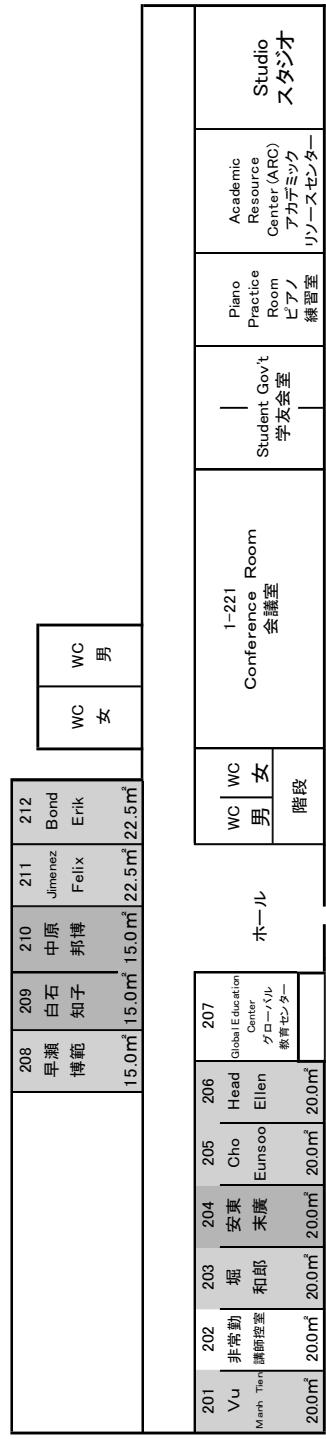 208
早瀬
博範
15.0㎡
209
白石
知子
15.0㎡
210
中原
邦博
15.0㎡
211
Jimenez
Felix
22.5㎡
212
Bond
Erik
22.5㎡
WC
女
WC
男
201
Vu
Manh Tien
20.0㎡
202
非常勤
講師控室
20.0㎡
203
堀
和郎
20.0㎡
204
安東
末廣
20.0㎡
205
Cho
Eunsoo
20.0㎡
206
Head
Ellen
20.0㎡
207
Global Education
Center
グローバル
教育センター
ホール
WC
男
WC
女
階段
1-221
Conference Room
会議室
Student Gov't
学友会室
Piano
Practice
Room
ピアノ
練習室
Academic
Resource
Center (ARC)
アカデミック
リソースセンター
Studio
スタジオ